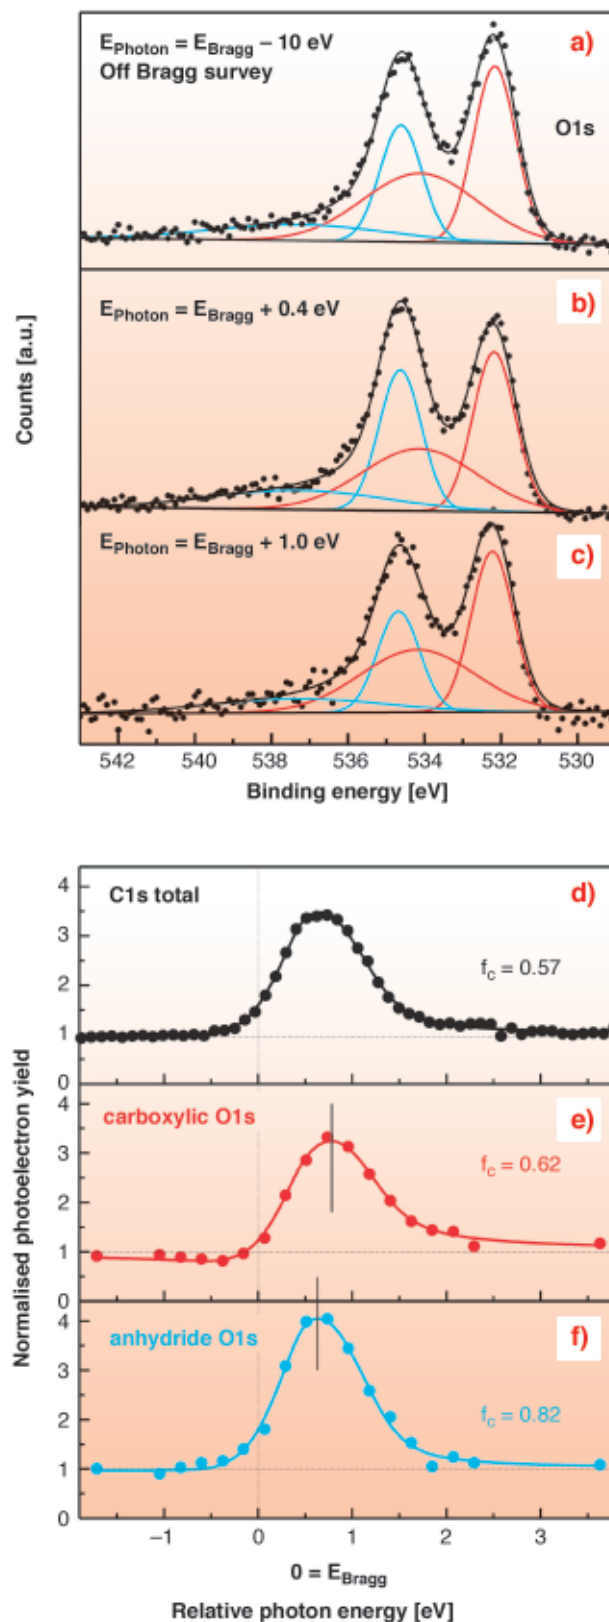 E_Photon = E_Bragg – 10 eV
Off Bragg survey
a)
O1s
E_Photon = E_Bragg + 0.4 eV
b)
E_Photon = E_Bragg + 1.0 eV
c)
Counts [a.u.]
542 540 538 536 534 532 530
Binding energy [eV]
C1s total
d)
f_c = 0.57
4
3
2
1
0
carboxylic O1s
e)
f_c = 0.62
4
3
2
1
0
anhydride O1s
f)
f_c = 0.82
4
3
2
1
0
Normalised photoelectron yield
–1 0 1 2 3
0 = E_Bragg
Relative photon energy [eV]